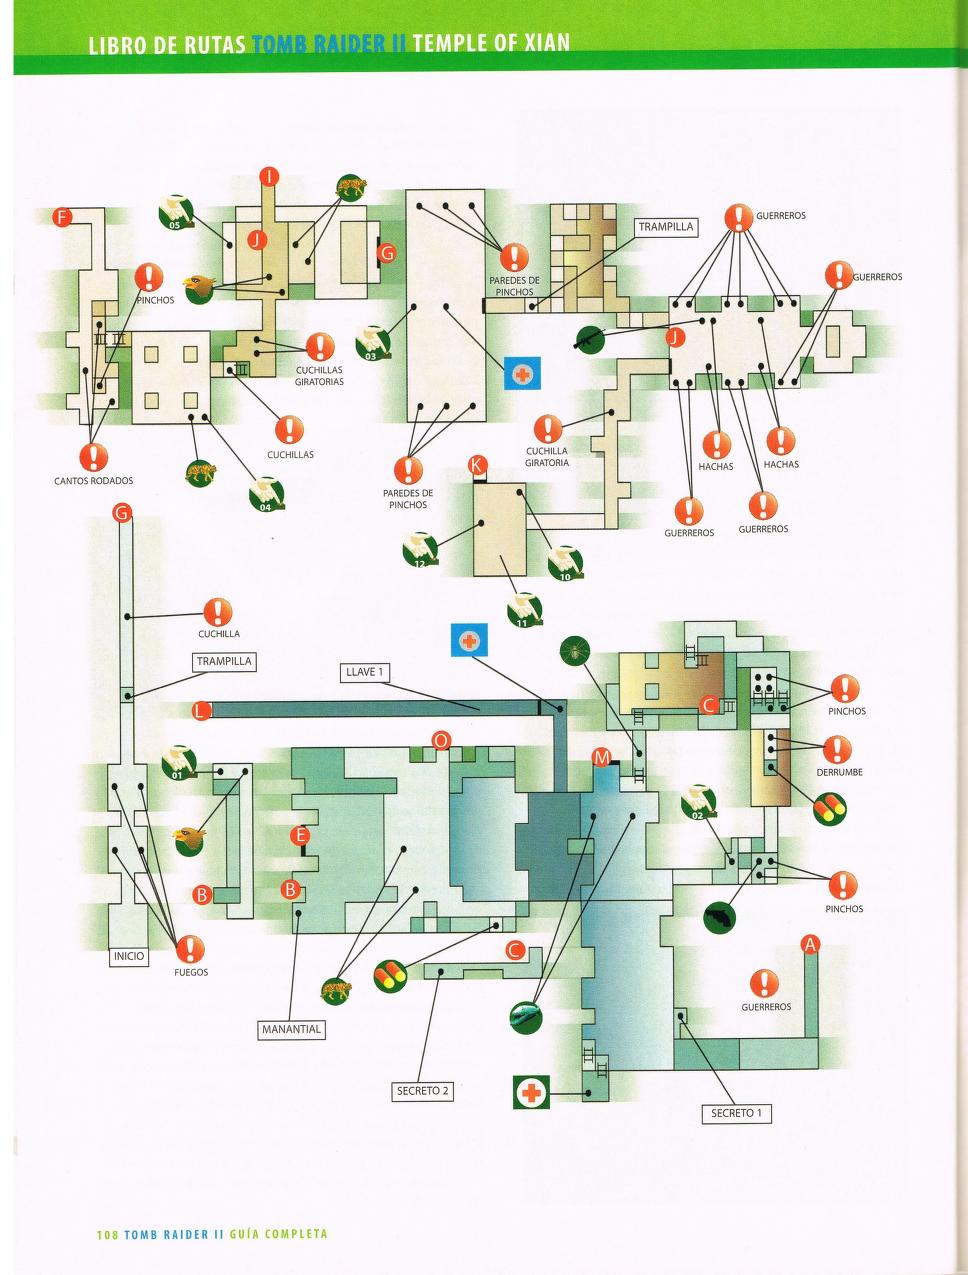 LIBRO DE RUTAS TOMB RAIDER II TEMPLE OF XIAN
I
F
05
J
G
PINCHOS
PAREDES DE
PINCHOS
TRAMPILLA
GUERREROS
GUERREROS
J
03
CUCHILLAS
GIRATORIAS
CUCHILLAS
CANTOS RODADOS
04
PAREDES DE
PINCHOS
CUCHILLA
GIRATORIA
K
HACHAS
HACHAS
GUERREROS
GUERREROS
12
10
11
G
CUCHILLA
TRAMPILLA
LLAVE 1
L
C
PINCHOS
O
M
DERRUMBE
01
02
E
B
B
PINCHOS
INICIO
FUEGOS
C
A
GUERREROS
MANANTIAL
SECRETO 2
SECRETO 1
108 TOMB RAIDER II GUÍA COMPLETA